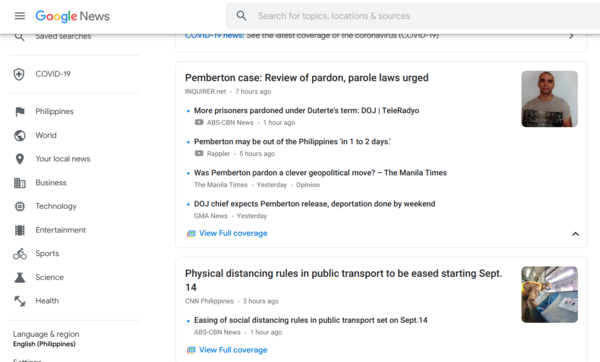 Google News
Search for topics, locations & sources
Saved searches
COVID-19 news: See the latest coverage of the coronavirus (COVID-19)
COVID-19
Philippines
World
Your local news
Business
Technology
Entertainment
Sports
Science
Health
Language & region
English (Philippines)
Settings
Pemberton case: Review of pardon, parole laws urged
INQUIRER.net • 7 hours ago
• More prisoners pardoned under Duterte's term: DOJ | TeleRadyo
ABS-CBN News • 1 hour ago
• Pemberton may be out of the Philippines 'in 1 to 2 days.'
Rappler • 5 hours ago
• Was Pemberton pardon a clever geopolitical move? – The Manila Times
The Manila Times • Yesterday • Opinion
• DOJ chief expects Pemberton release, deportation done by weekend
GMA News • Yesterday
View Full coverage
Physical distancing rules in public transport to be eased starting Sept.
14
CNN Philippines • 3 hours ago
• Easing of social distancing rules in public transport set on Sept.14
ABS-CBN News • 1 hour ago
View Full coverage